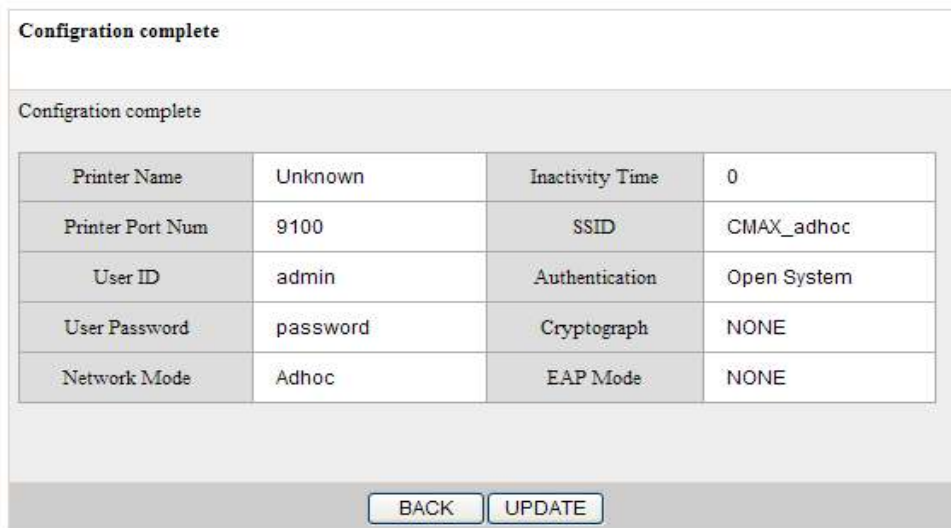 Configration complete
Configration complete
Printer Name Unknown Inactivity Time 0
Printer Port Num 9100 SSID CMAX_adhoc
User ID admin Authentication Open System
User Password password Cryptograph NONE
Network Mode Adhoc EAP Mode NONE
BACK UPDATE